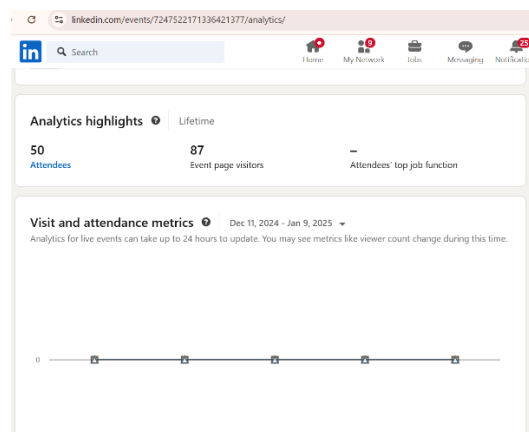 linkedin.com/events/7247522171336421377/analytics/
in
Search
9
25
Home
My Network
Jobs
Messaging
Notificatio
Analytics highlights
Lifetime
50
87
–
Attendees
Event page visitors
Attendees' top job function
Visit and attendance metrics
Dec 11, 2024 - Jan 9, 2025
Analytics for live events can take up to 24 hours to update. You may see metrics like viewer count change during this time.
0